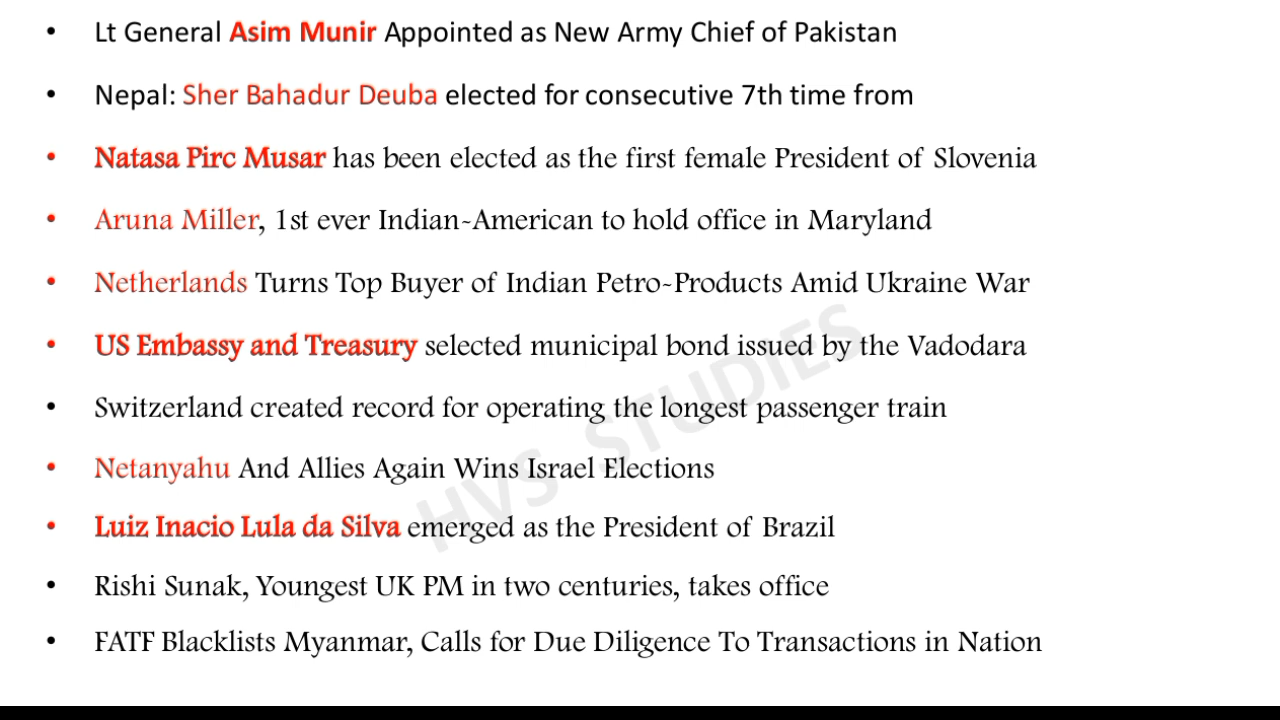 • Lt General Asim Munir Appointed as New Army Chief of Pakistan
• Nepal: Sher Bahadur Deuba elected for consecutive 7th time from
• Natasa Pirc Musar has been elected as the first female President of Slovenia
• Aruna Miller, 1st ever Indian-American to hold office in Maryland
• Netherlands Turns Top Buyer of Indian Petro-Products Amid Ukraine War
• US Embassy and Treasury selected municipal bond issued by the Vadodara
• Switzerland created record for operating the longest passenger train
• Netanyahu And Allies Again Wins Israel Elections
• Luiz Inacio Lula da Silva emerged as the President of Brazil
• Rishi Sunak, Youngest UK PM in two centuries, takes office
• FATF Blacklists Myanmar, Calls for Due Diligence To Transactions in Nation
HVS STUDIES